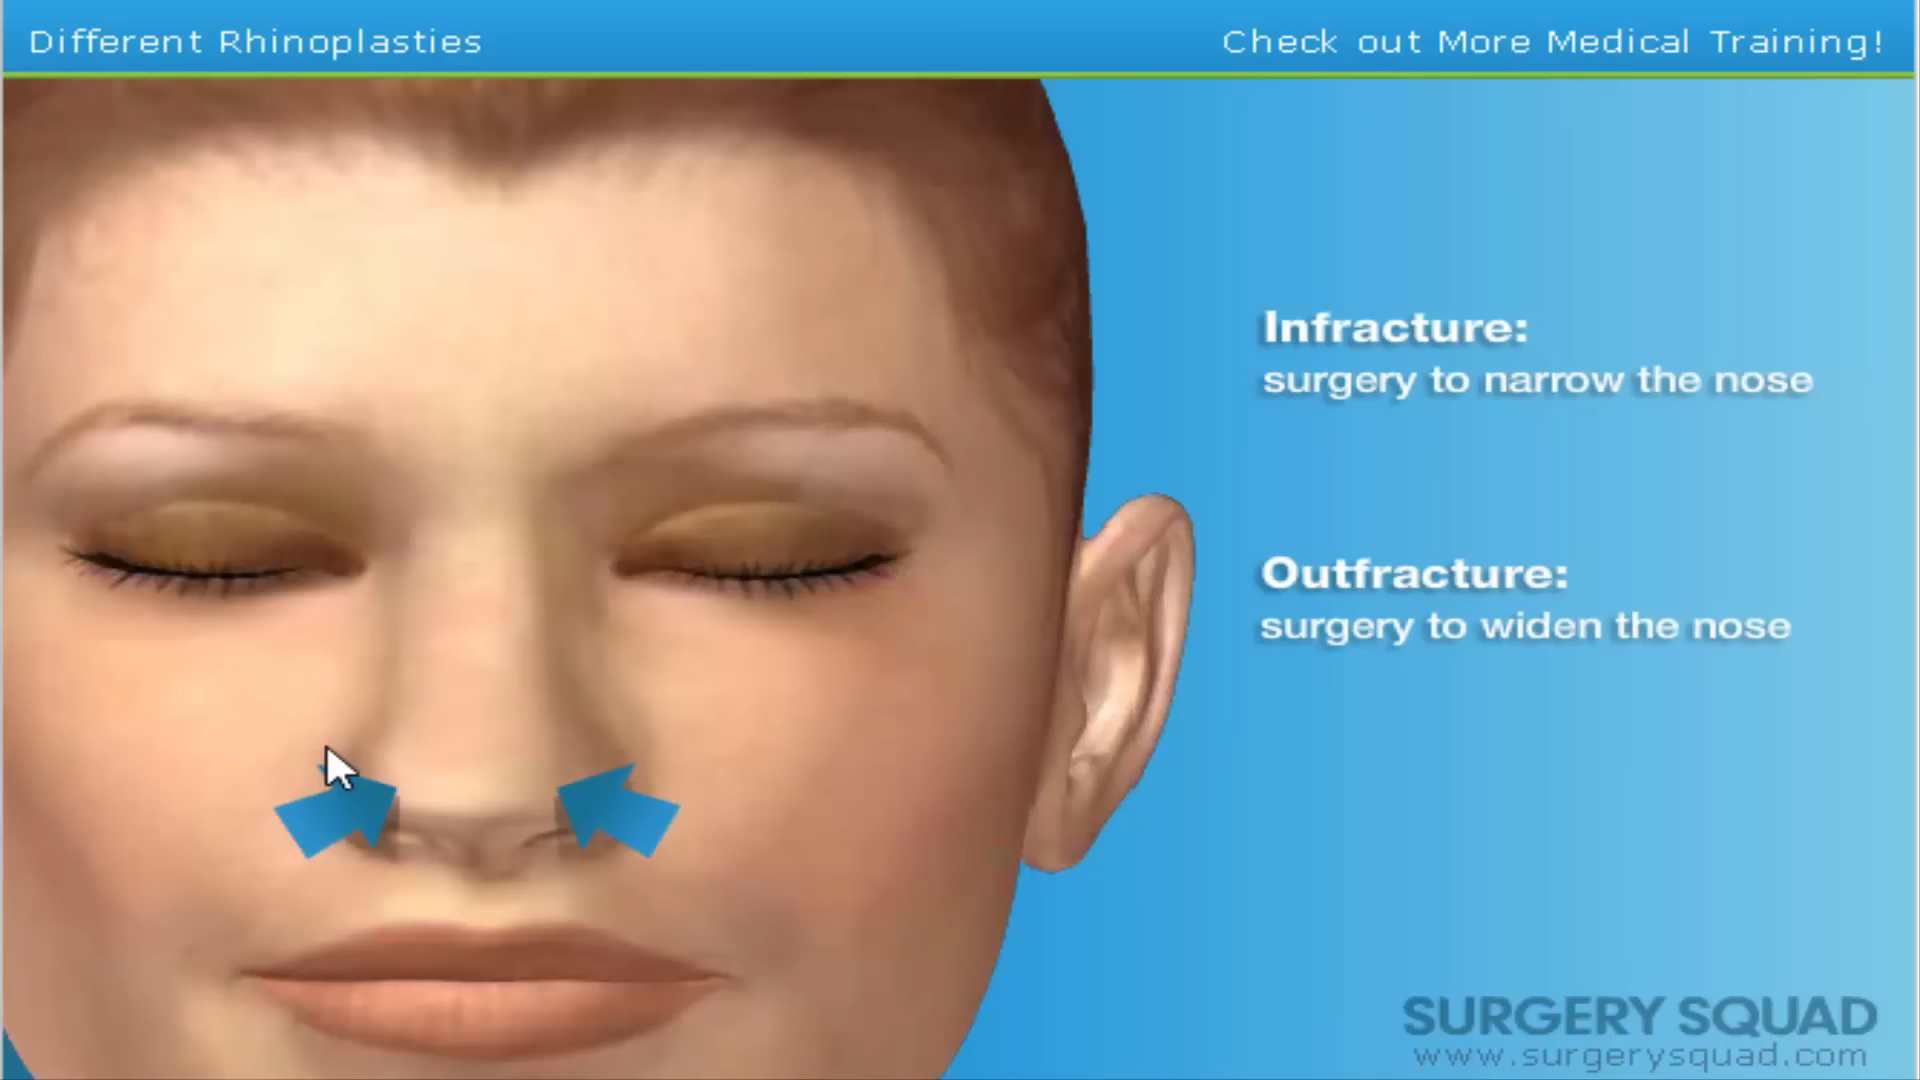 Different Rhinoplasties
Check out More Medical Training!
Infracture:
surgery to narrow the nose
Outfracture:
surgery to widen the nose
SURGERY SQUAD
www.surgerysquad.com